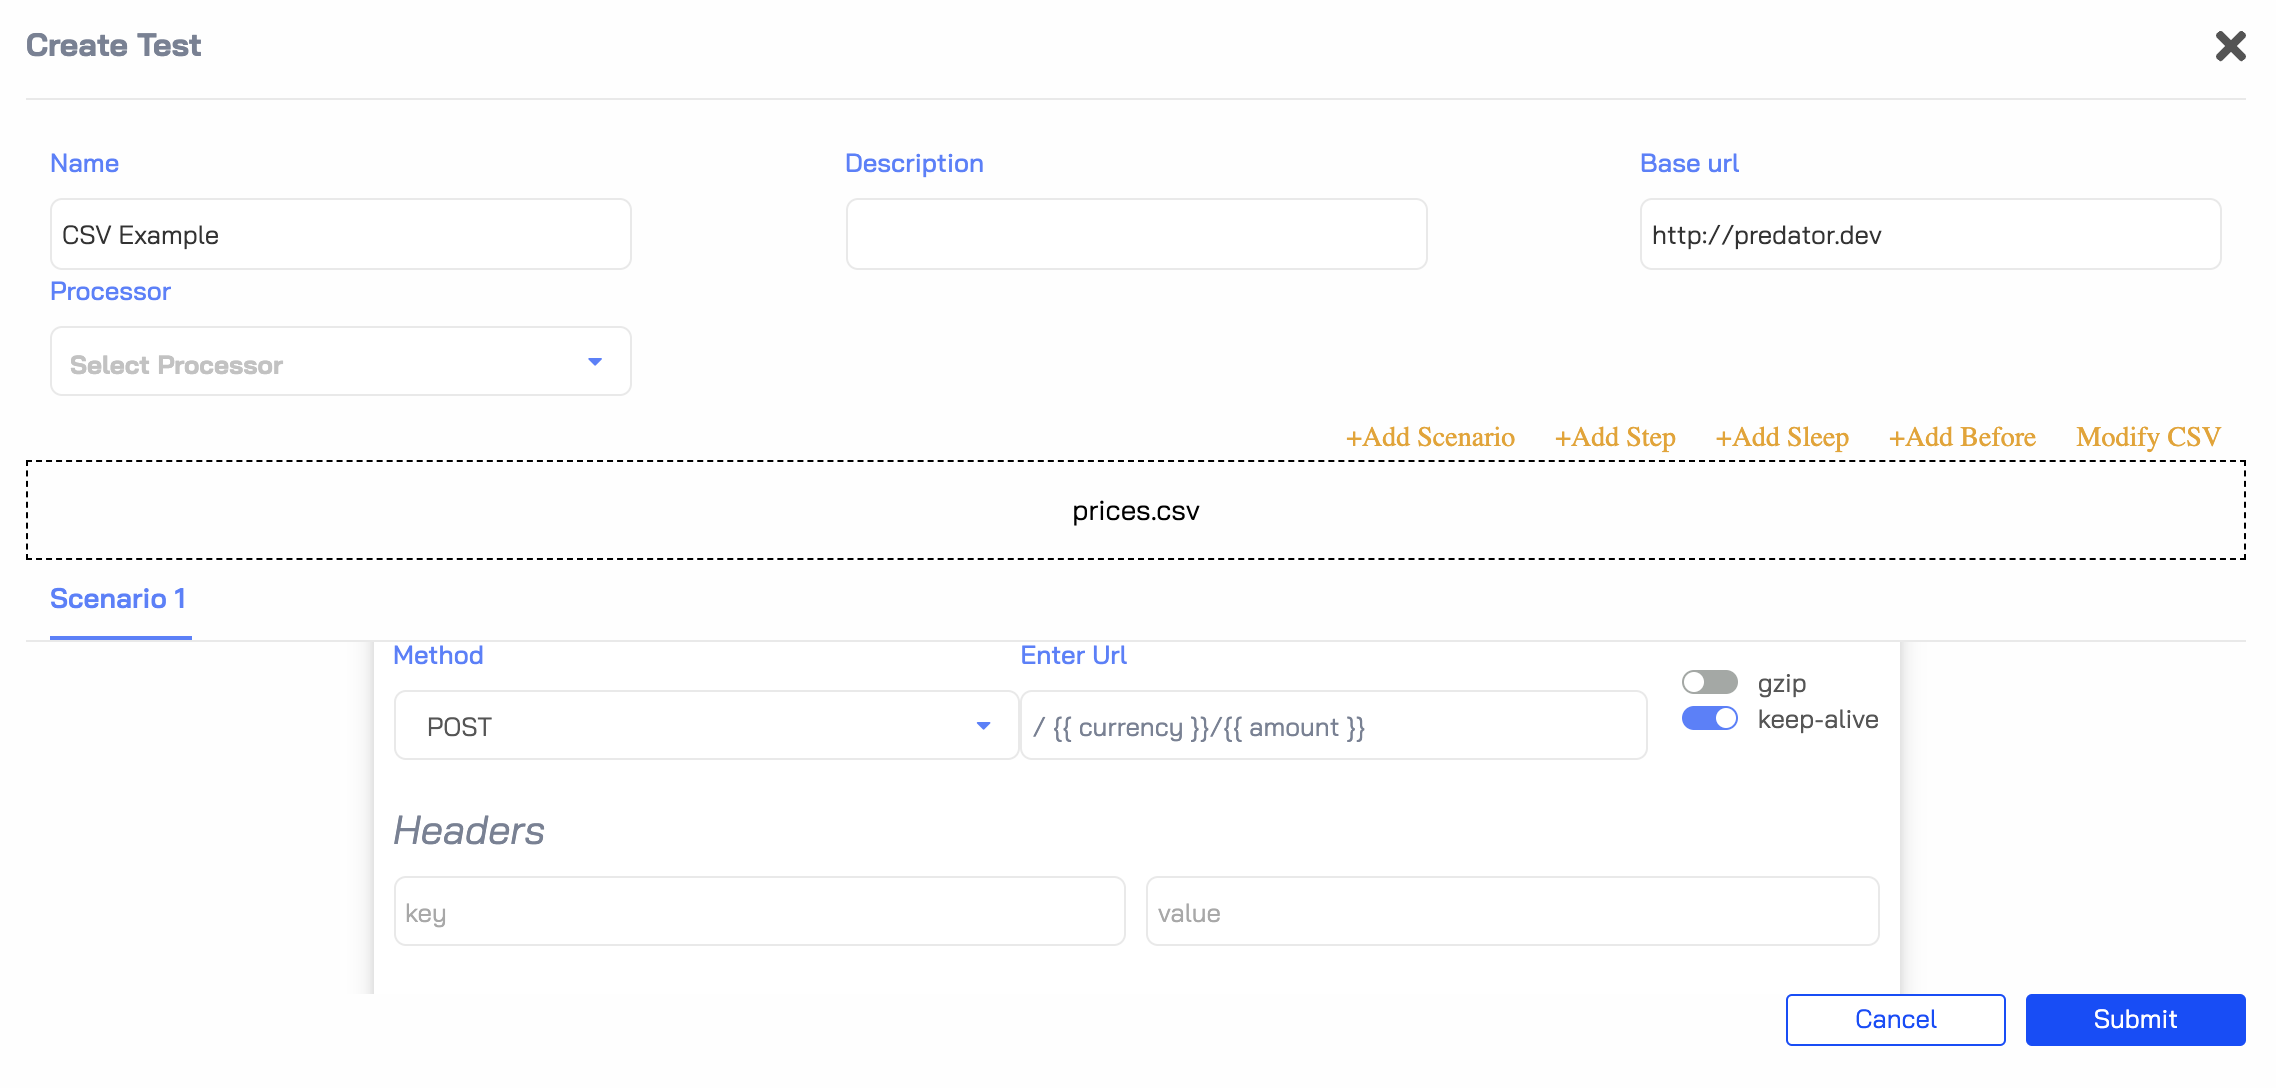 Create Test
Name
Description
Base url
CSV Example
http://predator.dev
Processor
Select Processor
+Add Scenario +Add Step +Add Sleep +Add Before Modify CSV
prices.csv
Scenario 1
Method
Enter Url
gzip
POST
/ {{ currency }}/{{ amount }}
keep-alive
Headers
key
value
Cancel
Submit